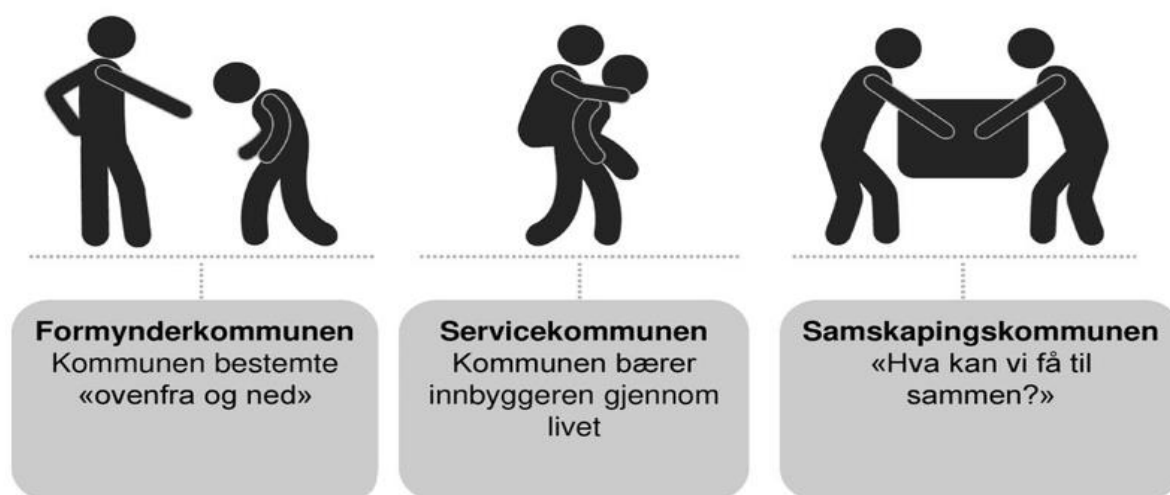 Formynderkommunen
Kommunen bestemte
«ovenfra og ned»
Servicekommunen
Kommunen bærer
innbyggeren gjennom
livet
Samskapingskommunen
«Hva kan vi få til
sammen?»